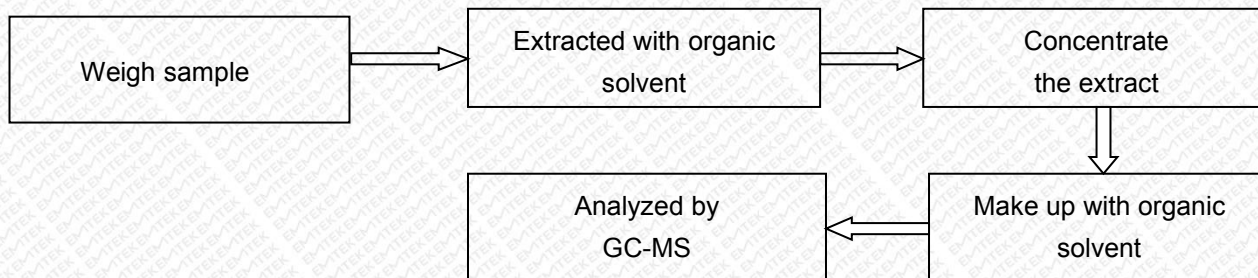 Weigh sample
Extracted with organic
solvent
Concentrate
the extract
Make up with organic
solvent
Analyzed by
GC-MS